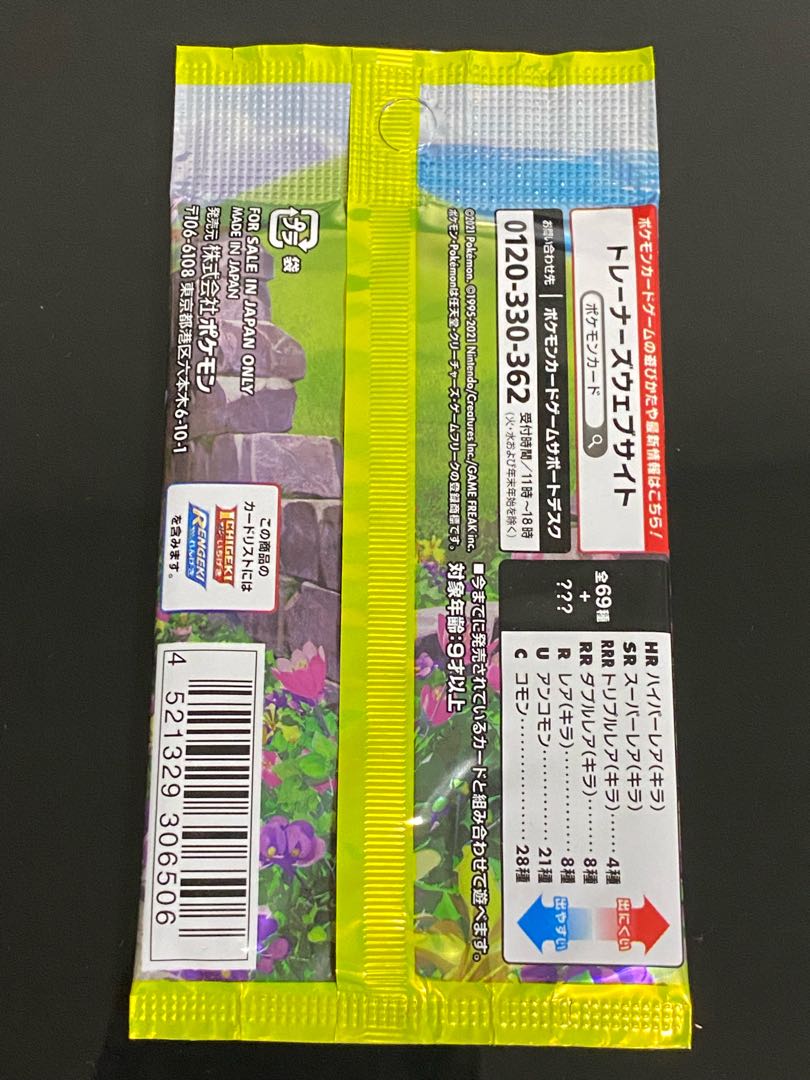 ポケモンカードゲームの遊びかたや最新情報はこちら!
トレーナーズウェブサイト
ポケモンカード
お問い合わせ先 | ポケモンカードゲームサポートデスク
0120-330-362 受付時間/11時~18時
(火・水および年末年始を除く)
©2021 Pokémon. ©1995-2021 Nintendo/Creatures Inc./GAME FREAK inc.
ポケモン・Pokémonは任天堂・クリーチャーズ・ゲームフリークの登録商標です。
全69種
+
???
HR ハイパーレア(キラ)
SR スーパーレア(キラ)
RRR トリプルレア(キラ)‥‥4種
RR ダブルレア(キラ)‥‥‥8種
R レア(キラ)‥‥‥‥‥‥8種
U アンコモン‥‥‥‥‥‥21種
C コモン‥‥‥‥‥‥‥‥28種
出にくい
出やすい
■今までに発売されているカードと組み合わせて遊べます。
対象年齢:9才以上
プラ
袋
FOR SALE IN JAPAN ONLY
MADE IN JAPAN
発売元 株式会社ポケモン
〒106-6108 東京都港区六本木6-10-1
この商品の
カードリストには
ICHIGEKI
いちげき
RENGEKI
れんげき
を含みます。
4 521329 306506